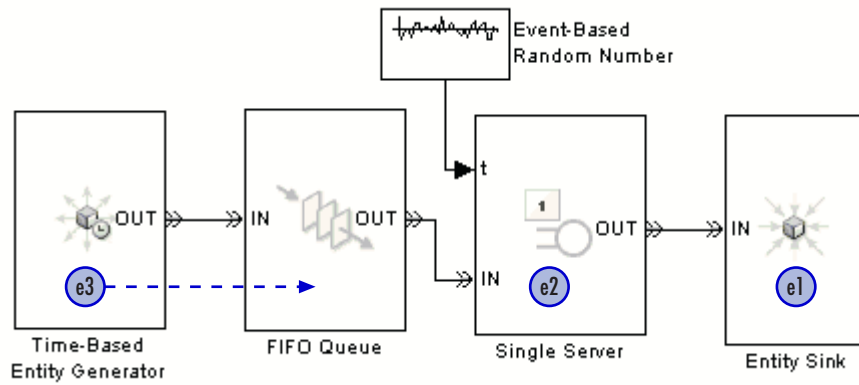 Event-Based
Random Number
OUT
IN
OUT
t
IN
1
OUT
IN
e3
e2
e1
Time-Based
Entity Generator
FIFO Queue
Single Server
Entity Sink